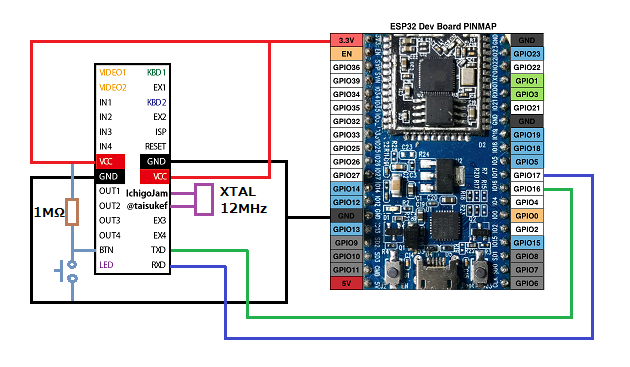 ESP32 Dev Board PINMAP
3.3V
EN
GPIO36
GPIO39
GPIO34
GPIO35
GPIO32
GPIO33
GPIO25
GPIO26
GPIO27
GPIO14
GPIO12
GND
GPIO13
GPIO9
GPIO10
GPIO11
5V
GND
GPIO23
GPIO22
GPIO1
GPIO3
GPIO21
GND
GPIO19
GPIO18
GPIO5
GPIO17
GPIO16
GPIO4
GPIO0
GPIO2
GPIO15
GPIO8
GPIO7
GPIO6
VIDEO1 KBD1
VIDEO2 EX1
IN1 KBD2
IN2 EX2
IN3 ISP
IN4 RESET
VCC GND
GND VCC
OUT1 IchigoJam
OUT2 @taisukef
OUT3 EX3
OUT4 EX4
BTN TXD
LED RXD
1MΩ
XTAL
12MHz
C23
R24
D2